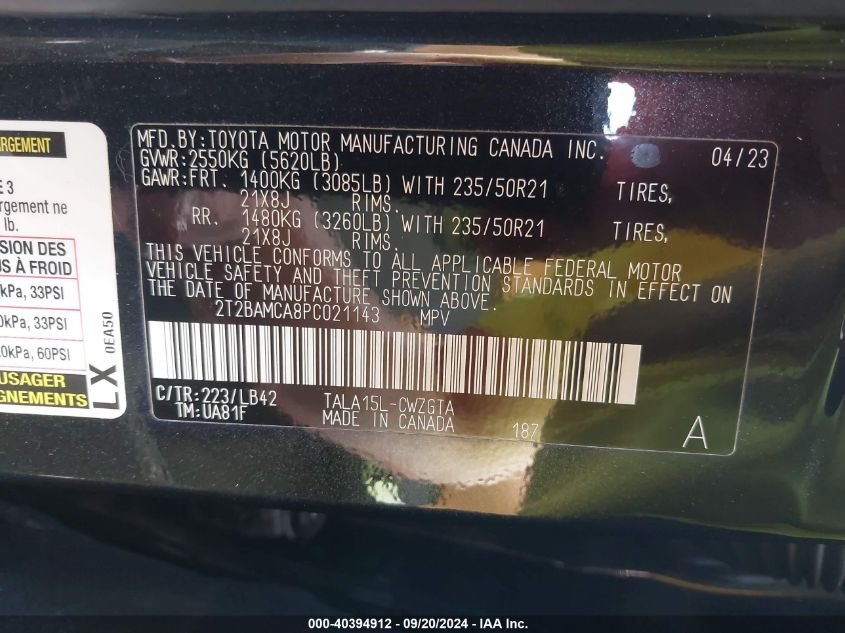 ARGEMENT
E 3
argement ne
lb.
SION DES
US À FROID
kPa, 33PSI
0kPa, 33PSI
0kPa, 60PSI
USAGER
GNEMENTS
LX 0EA50
MFD.BY:TOYOTA MOTOR MANUFACTURING CANADA INC. 04/23
GVWR:2550KG (5620LB)
GAWR:FRT. 1400KG (3085LB) WITH 235/50R21 TIRES,
21X8J RIMS.
RR. 1480KG (3260LB) WITH 235/50R21 TIRES,
21X8J RIMS.
THIS VEHICLE CONFORMS TO ALL APPLICABLE FEDERAL MOTOR
VEHICLE SAFETY AND THEFT PREVENTION STANDARDS IN EFFECT ON
THE DATE OF MANUFACTURE SHOWN ABOVE.
2T2BAMCA8PC021143 MPV
C/TR:223/LB42 TALA15L-CWZGTA
TM:UA81F MADE IN CANADA 187 A
000-40394912 - 09/20/2024 - IAA Inc.